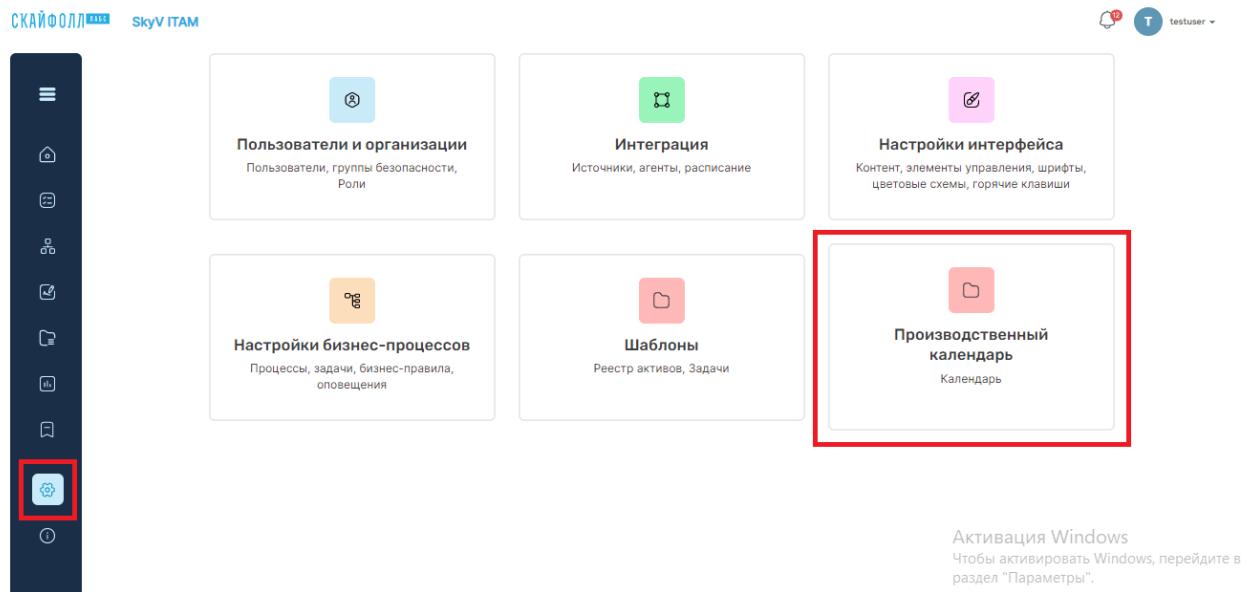 СКАЙФОЛЛ ЛАБС SkyV ITAM
12
T testuser
Пользователи и организации
Пользователи, группы безопасности,
Роли
Интеграция
Источники, агенты, расписание
Настройки интерфейса
Контент, элементы управления, шрифты,
цветовые схемы, горячие клавиши
Настройки бизнес-процессов
Процессы, задачи, бизнес-правила,
оповещения
Шаблоны
Реестр активов, Задачи
Производственный
календарь
Календарь
Активация Windows
Чтобы активировать Windows, перейдите в
раздел "Параметры".